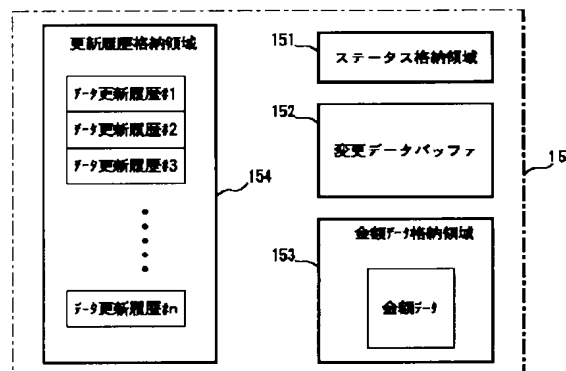 更新履歴格納領域
データ更新履歴#1
データ更新履歴#2
データ更新履歴#3
データ更新履歴#n
154
151
ステータス格納領域
152
変更データバッファ
15
153
金額データ格納領域
金額データ